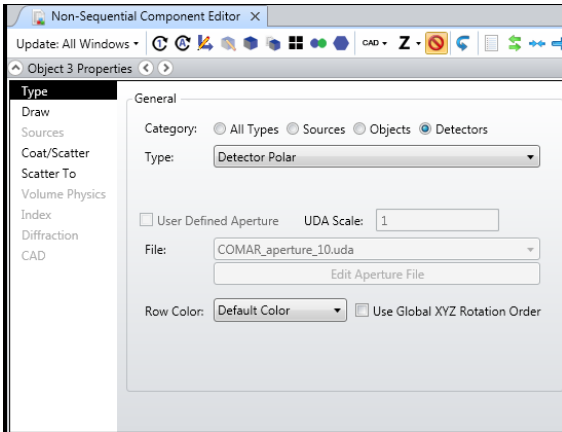 Non-Sequential Component Editor X
Update: All Windows
CAD Z
Object 3 Properties
Type
Draw
Sources
Coat/Scatter
Scatter To
Volume Physics
Index
Diffraction
CAD
General
Category: All Types Sources Objects Detectors
Type: Detector Polar
User Defined Aperture UDA Scale: 1
File: COMAR_aperture_10.uda
Edit Aperture File
Row Color: Default Color Use Global XYZ Rotation Order